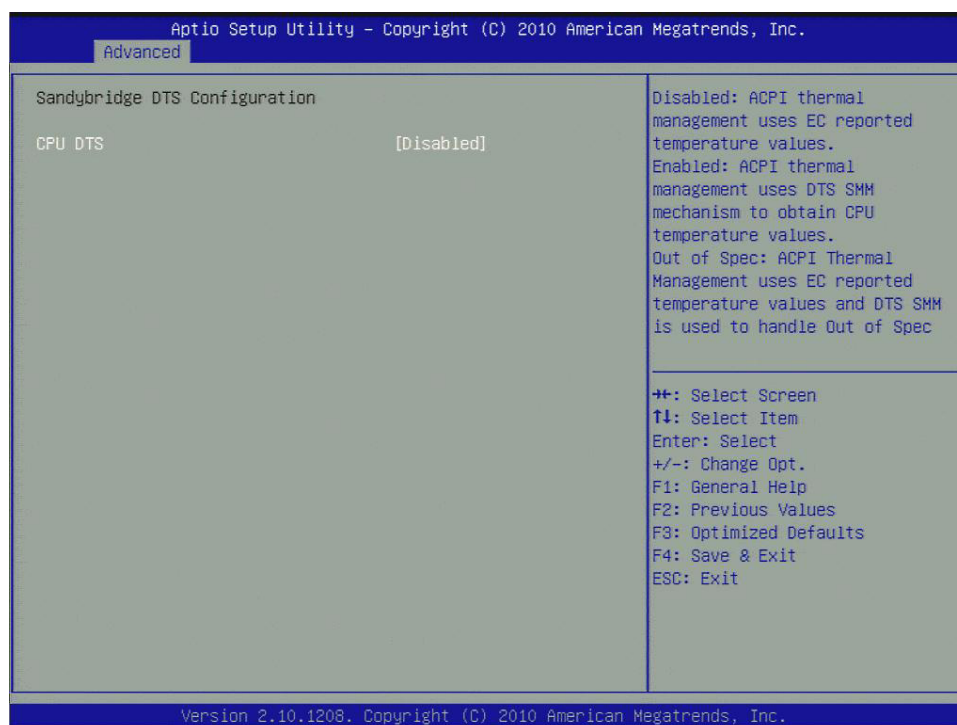 Aptio Setup Utility – Copyright (C) 2010 American Megatrends, Inc.
Advanced
Sandybridge DTS Configuration
CPU DTS [Disabled]
Disabled: ACPI thermal
management uses EC reported
temperature values.
Enabled: ACPI thermal
management uses DTS SMM
mechanism to obtain CPU
temperature values.
Out of Spec: ACPI Thermal
Management uses EC reported
temperature values and DTS SMM
is used to handle Out of Spec
→←: Select Screen
↑↓: Select Item
Enter: Select
+/-: Change Opt.
F1: General Help
F2: Previous Values
F3: Optimized Defaults
F4: Save & Exit
ESC: Exit
Version 2.10.1208. Copyright (C) 2010 American Megatrends, Inc.